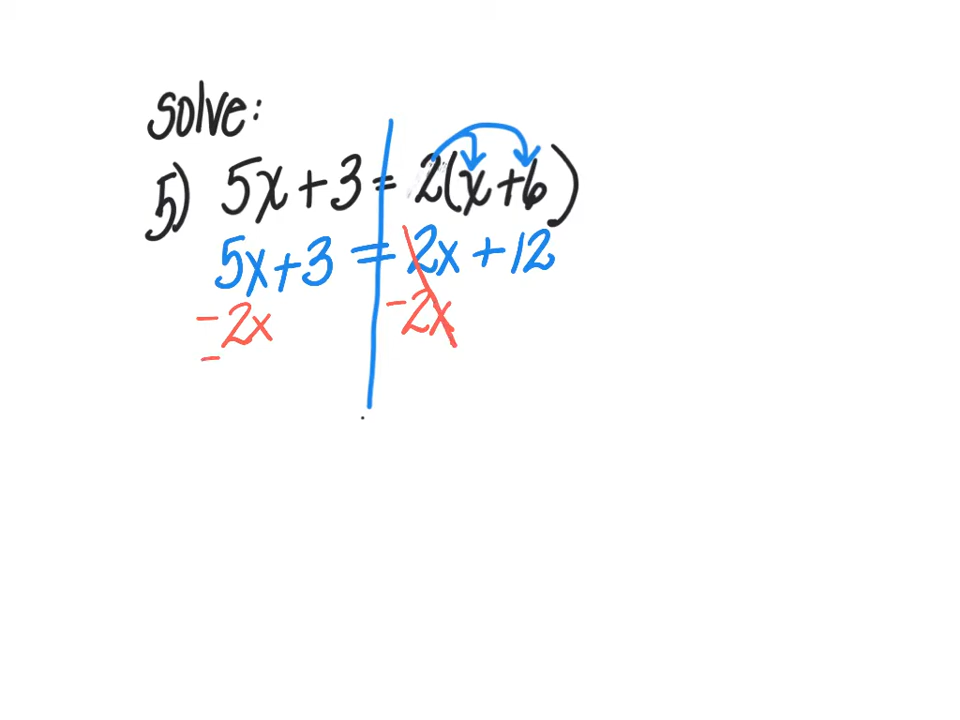 solve:
5) 5x+3 = 2(x+6)
5x+3 = 2x+12
-2x -2x
-